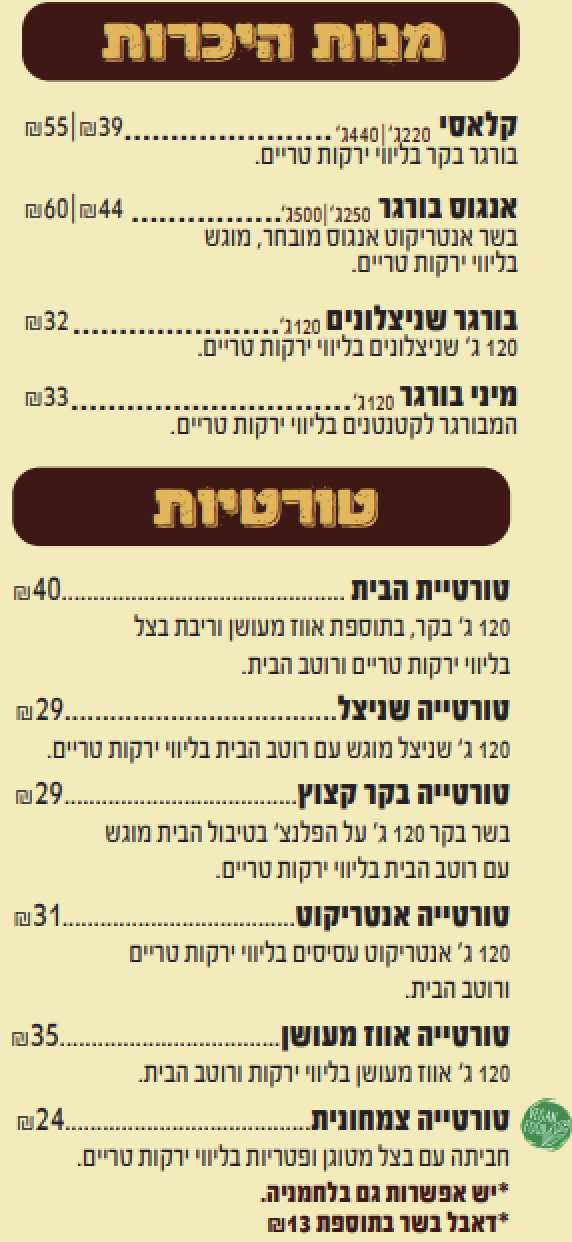 מנות היכרות
קלאסי 220ג'|440ג'......................39₪|55₪
בורגר בקר בליווי ירקות טריים.
אנגוס בורגר 250ג'|500ג'................ 44₪|60₪
בשר אנטריקוט אנגוס מובחר, מוגש
בליווי ירקות טריים.
בורגר שניצלונים 120ג'......................32₪
120 ג' שניצלונים בליווי ירקות טריים.
מיני בורגר 120ג'..............................33₪
המבורגר לקטנטנים בליווי ירקות טריים.
טורטיות
טורטיית הבית ..............................................40₪
120 ג' בקר, בתוספת אווז מעושן וריבת בצל
בליווי ירקות טריים ורוטב הבית.
טורטייה שניצל.....................................29₪
120 ג' שניצל מוגש עם רוטב הבית בליווי ירקות טריים.
טורטייה בקר קצוץ......................................29₪
בשר בקר 120 ג' על הפלנצ' בטיבול הבית מוגש
עם רוטב הבית בליווי ירקות טריים.
טורטייה אנטריקוט......................................31₪
120 ג' אנטריקוט עסיסים בליווי ירקות טריים
ורוטב הבית.
טורטייה אווז מעושן....................................35₪
120 ג' אווז מעושן בליווי ירקות ורוטב הבית.
טורטייה צמחונית........................................24₪
VEGAN
חביתה עם בצל מטוגן ופטריות בליווי ירקות טריים.
*יש אפשרות גם בלחמניה.
*דאבל בשר בתוספת 13₪